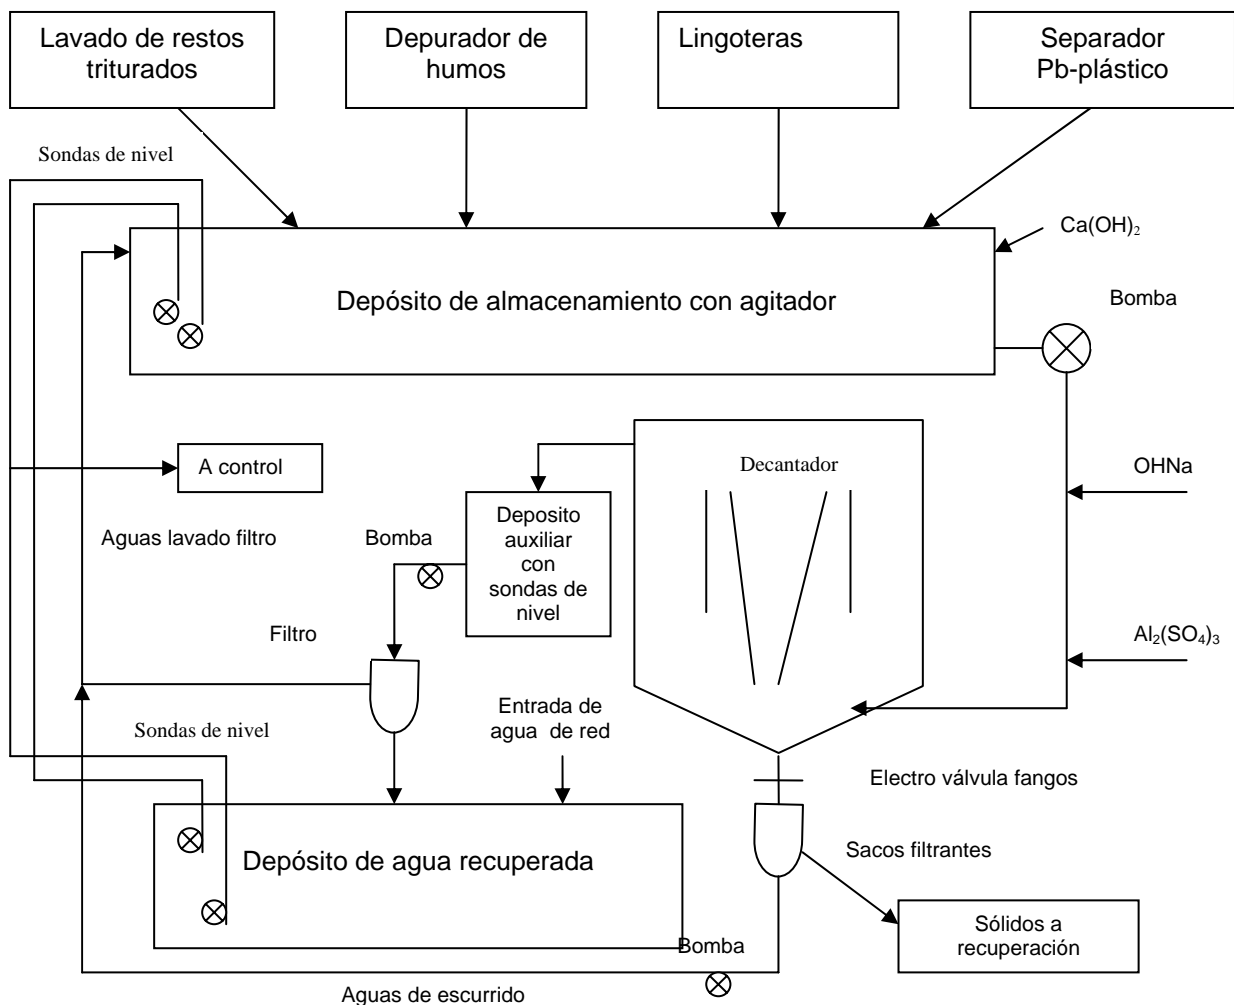 Lavado de restos
triturados
Depurador de
humos
Lingoteras
Separador
Pb-plástico
Sondas de nivel
Ca(OH)₂
Depósito de almacenamiento con agitador
Bomba
A control
Decantador
OHNa
Aguas lavado filtro
Bomba
Deposito
auxiliar
con
sondas de
nivel
Filtro
Al₂(SO₄)₃
Sondas de nivel
Entrada de
agua de red
Electro válvula fangos
Depósito de agua recuperada
Sacos filtrantes
Sólidos a
recuperación
Bomba
Aguas de escurrido